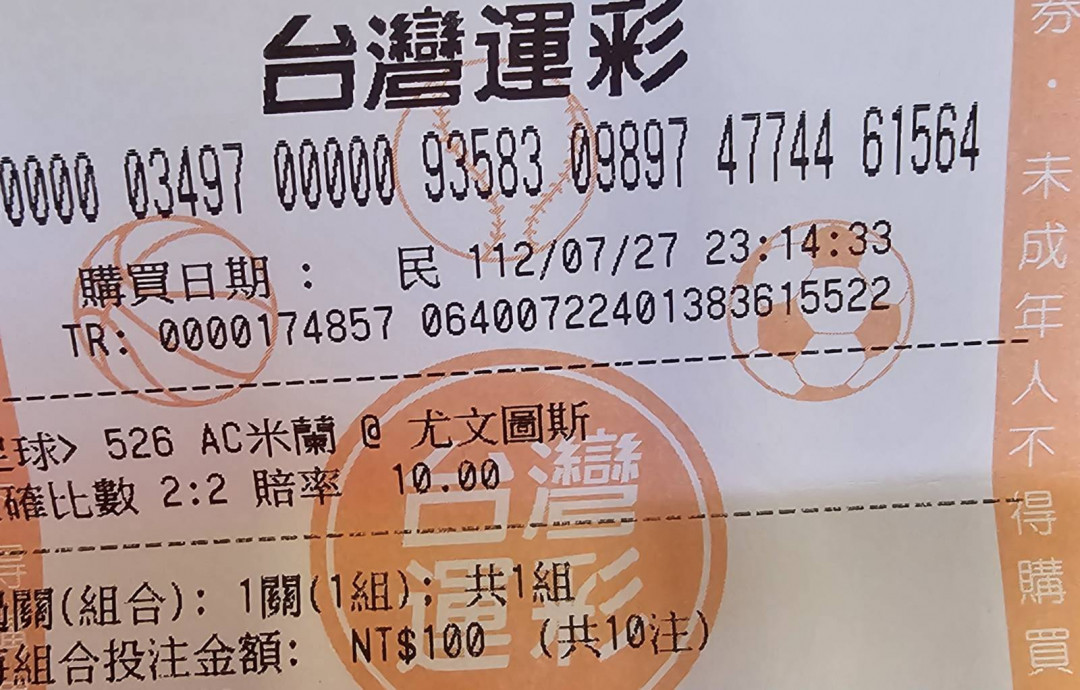 台灣運彩
0000 03497 00000 93583 09897 47744 61564
購買日期： 民 112/07/27 23:14:33
TR: 0000174857 064007224013836​15522
球> 526 AC米蘭 @ 尤文圖斯
確比數 2:2 賠率 10.00
關(組合): 1關(1組); 共1組
組合投注金額: NT$100 (共10注)
台灣
運彩
券・未成年人不得購買